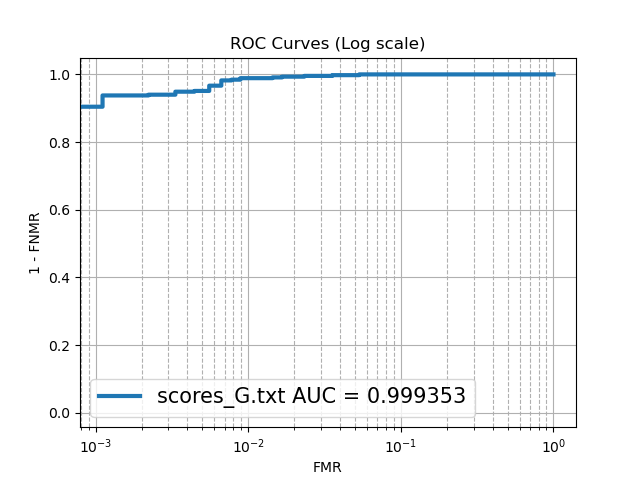 ROC Curves (Log scale)
1.0
0.8
0.6
0.4
0.2
0.0
1 - FNMR
scores_G.txt AUC = 0.999353
10⁻³ 10⁻² 10⁻¹ 10⁰
FMR